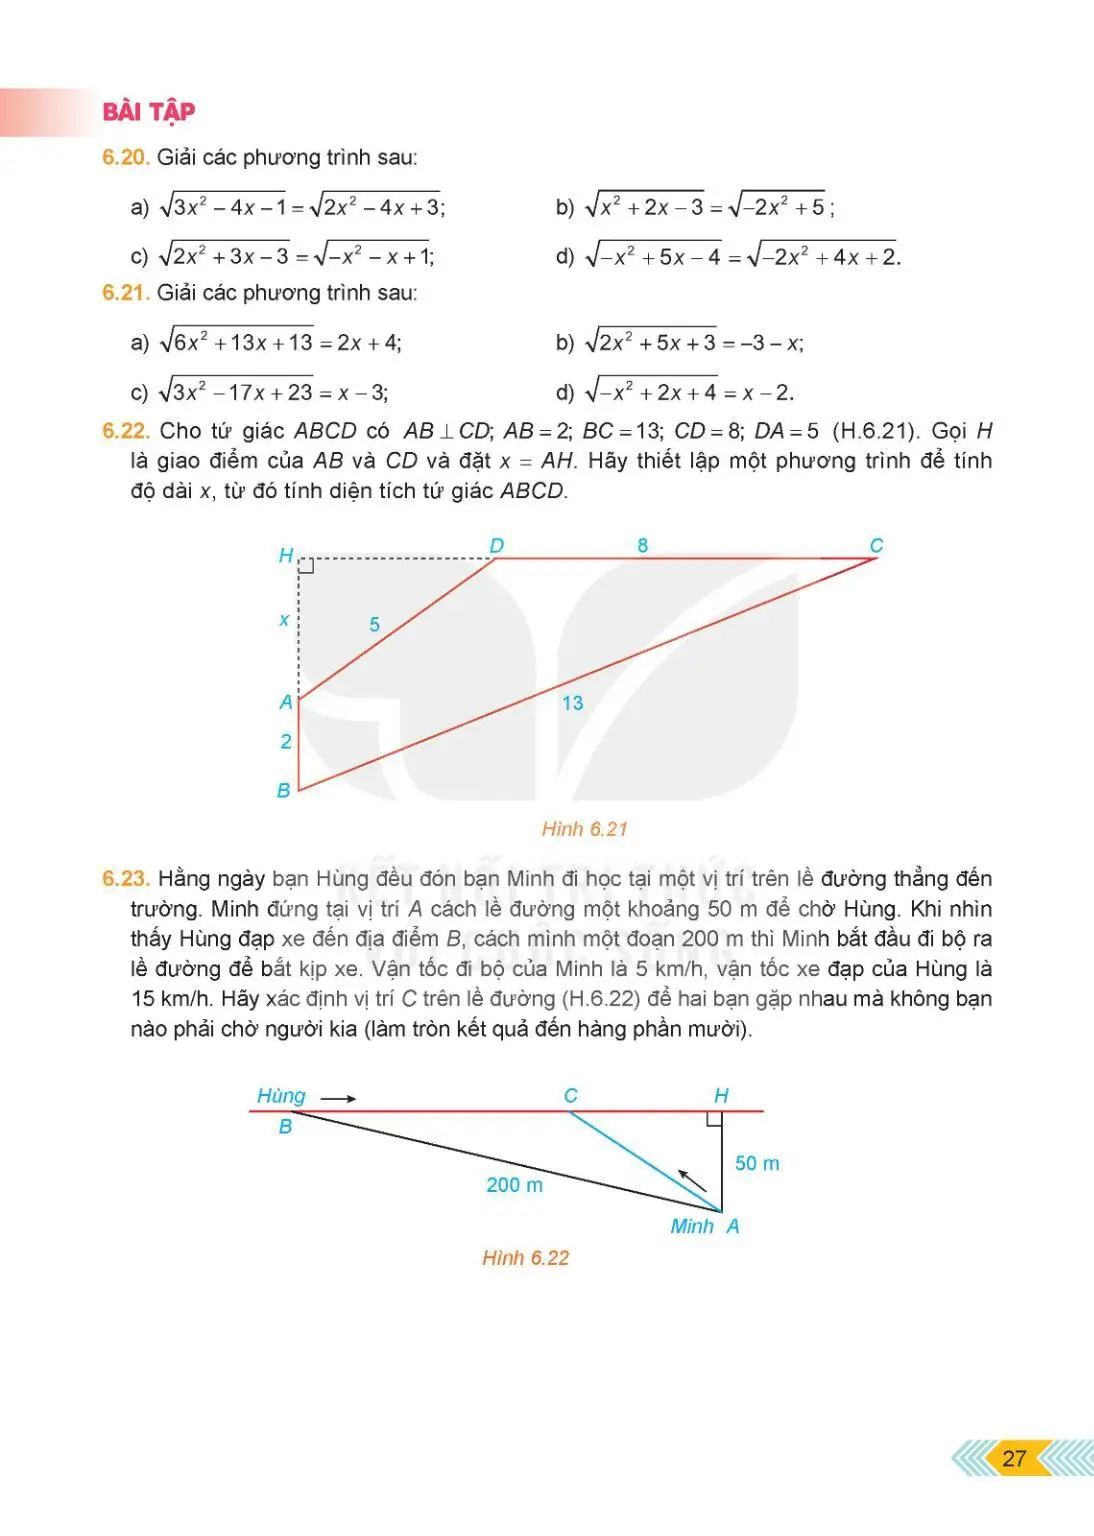 BÀI TẬP
6.20. Giải các phương trình sau:
a) √(3x² – 4x – 1) = √(2x² – 4x + 3); b) √(x² + 2x – 3) = √(–2x² + 5);
c) √(2x² + 3x – 3) = √(–x² – x + 1); d) √(–x² + 5x – 4) = √(–2x² + 4x + 2).
6.21. Giải các phương trình sau:
a) √(6x² + 13x + 13) = 2x + 4; b) √(2x² + 5x + 3) = –3 – x;
c) √(3x² – 17x + 23) = x – 3; d) √(–x² + 2x + 4) = x – 2.
6.22. Cho tứ giác ABCD có AB ⊥ CD; AB = 2; BC = 13; CD = 8; DA = 5 (H.6.21). Gọi H
là giao điểm của AB và CD và đặt x = AH. Hãy thiết lập một phương trình để tính
độ dài x, từ đó tính diện tích tứ giác ABCD.
H D 8 C
x 5
A 13
2
B
Hình 6.21
KẾT NỐI TRI THỨC
VỚI CUỘC SỐNG
6.23. Hằng ngày bạn Hùng đều đón bạn Minh đi học tại một vị trí trên lề đường thẳng đến
trường. Minh đứng tại vị trí A cách lề đường một khoảng 50 m để chờ Hùng. Khi nhìn
thấy Hùng đạp xe đến địa điểm B, cách mình một đoạn 200 m thì Minh bắt đầu đi bộ ra
lề đường để bắt kịp xe. Vận tốc đi bộ của Minh là 5 km/h, vận tốc xe đạp của Hùng là
15 km/h. Hãy xác định vị trí C trên lề đường (H.6.22) để hai bạn gặp nhau mà không bạn
nào phải chờ người kia (làm tròn kết quả đến hàng phần mười).
Hùng C H
B
50 m
200 m
Minh A
Hình 6.22
27